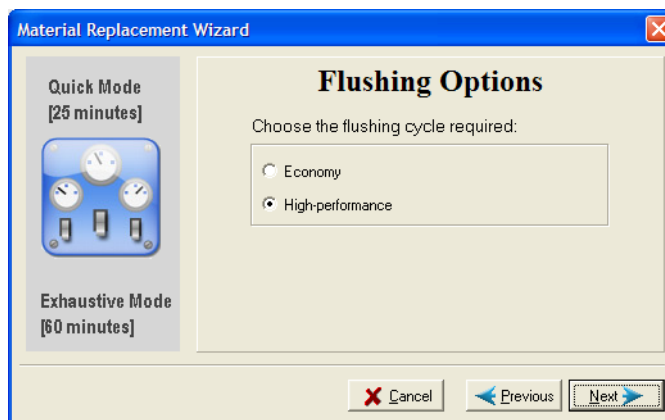 Material Replacement Wizard
Quick Mode
[25 minutes]
Exhaustive Mode
[60 minutes]
Flushing Options
Choose the flushing cycle required:
Economy
High-performance
Cancel
Previous
Next